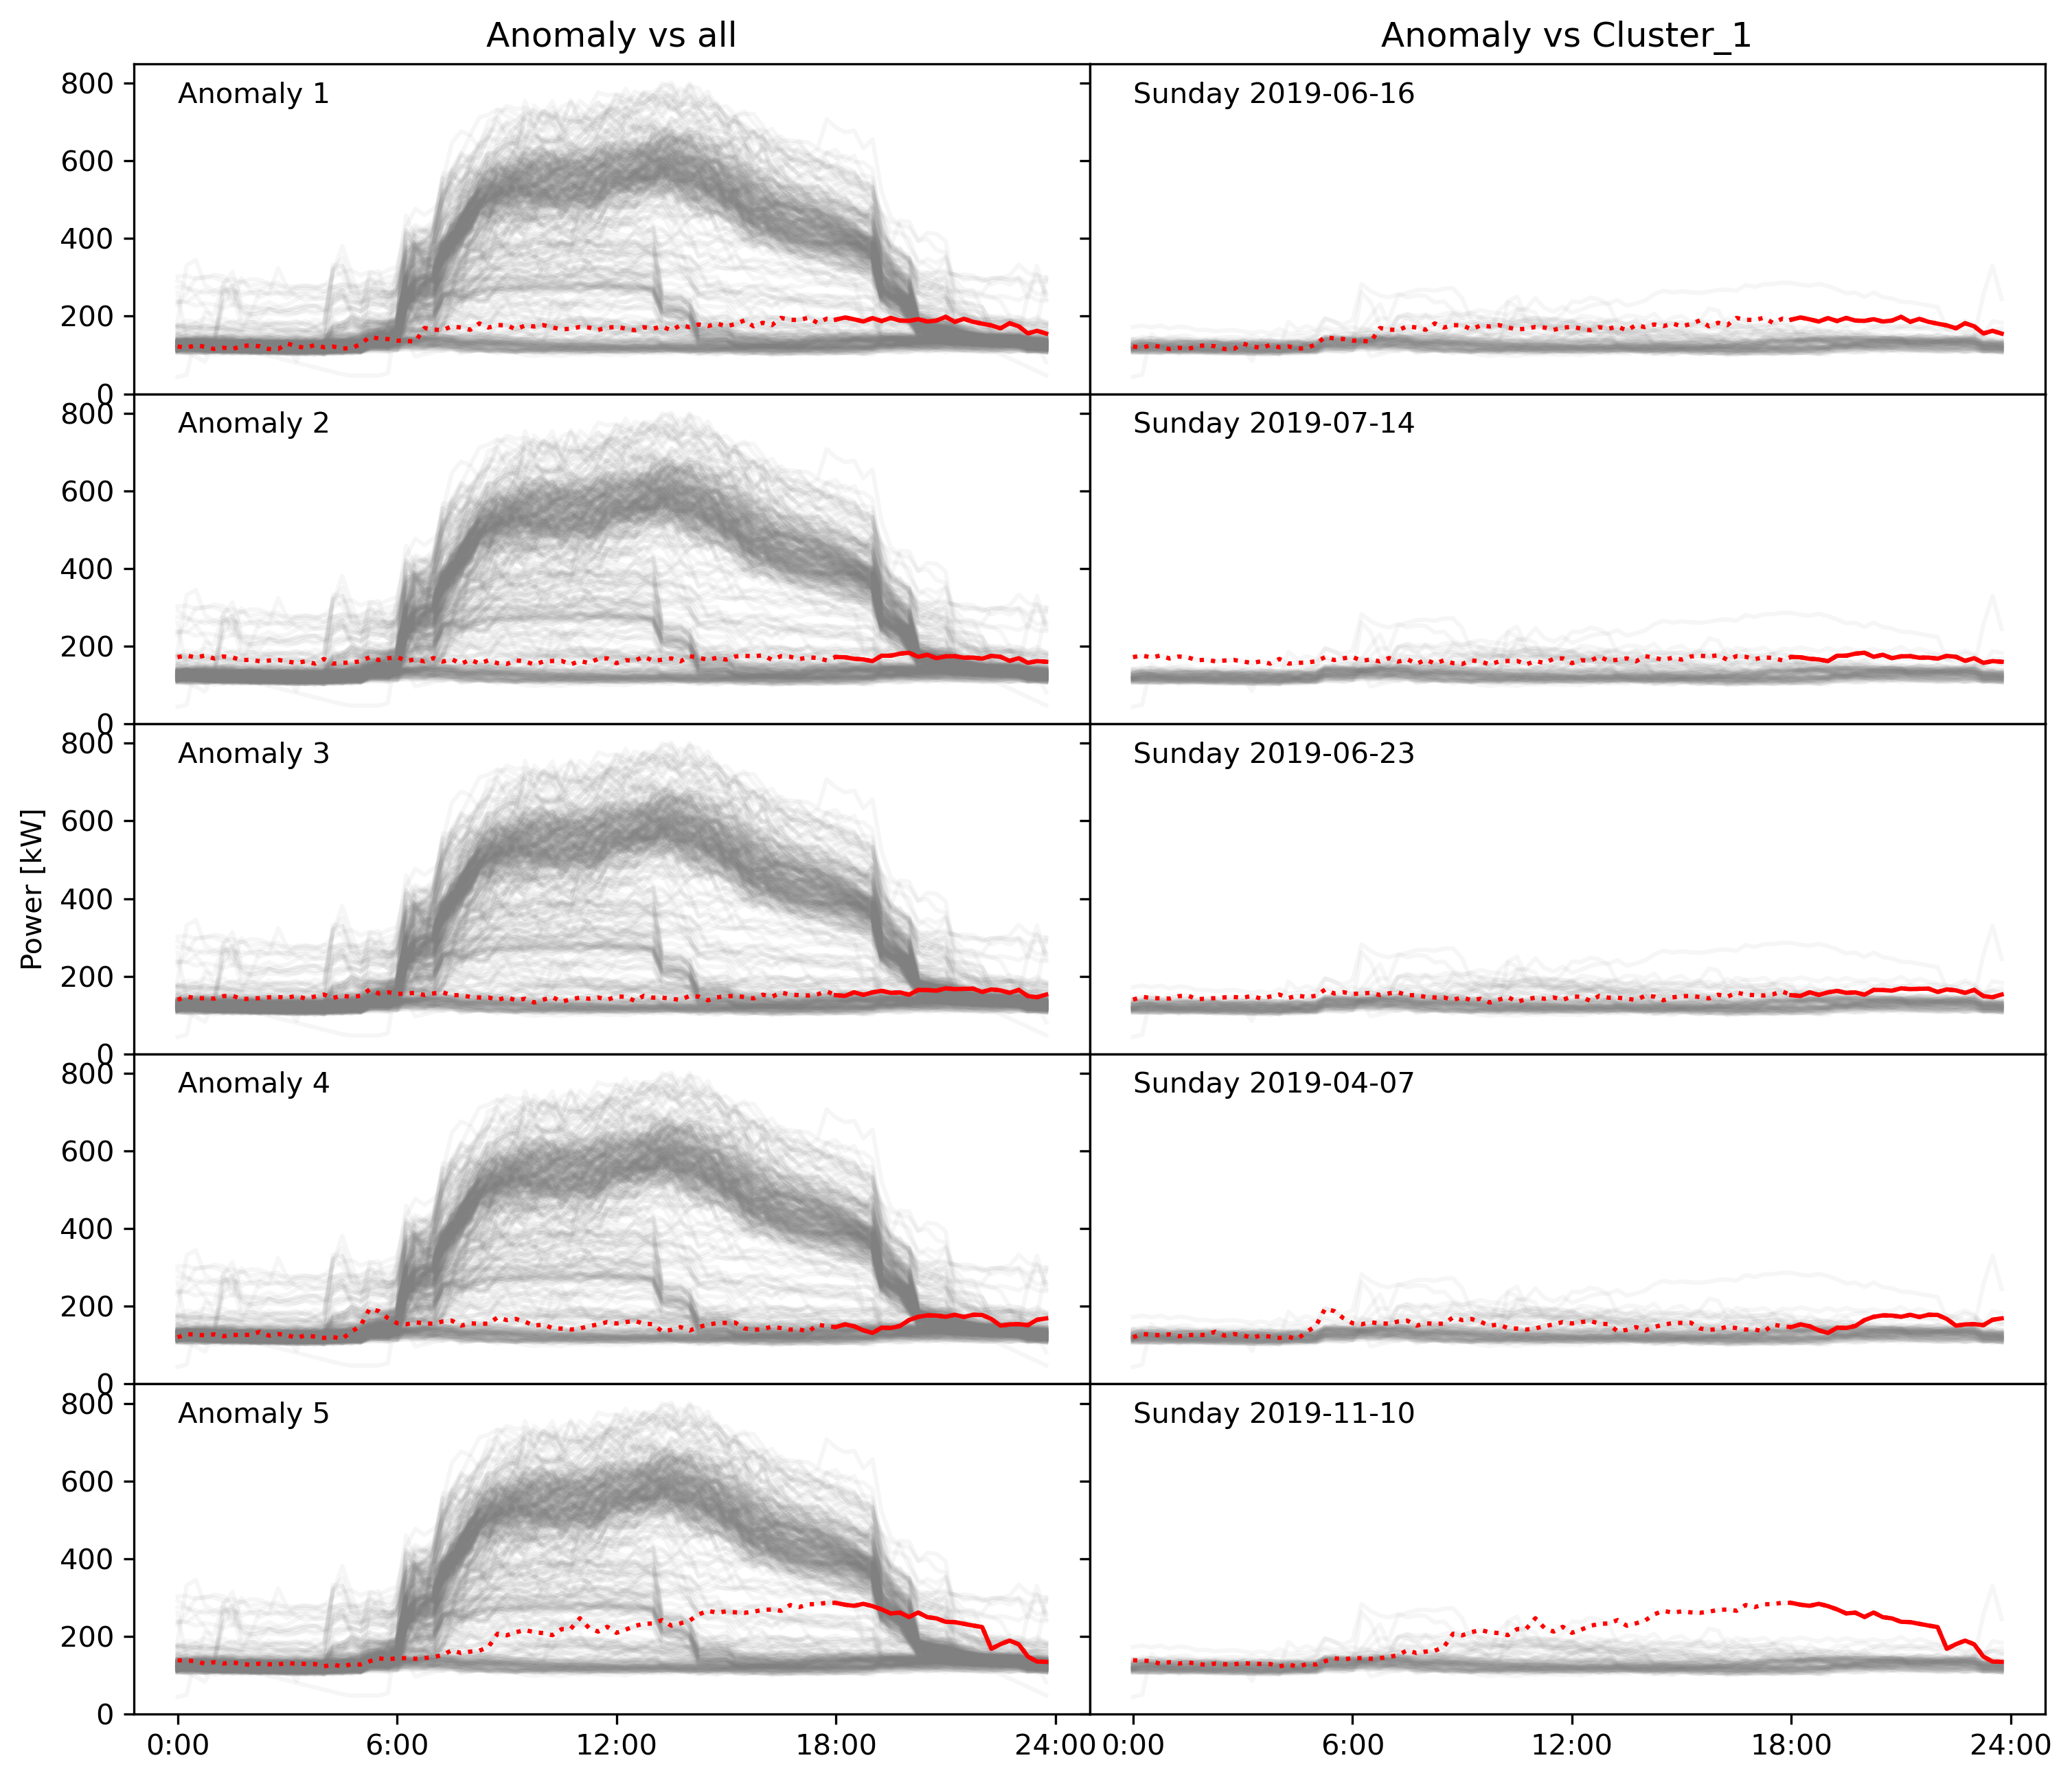 Anomaly vs all
Anomaly vs Cluster_1
800
600
400
200
0
Anomaly 1
Sunday 2019-06-16
800
600
400
200
0
Anomaly 2
Sunday 2019-07-14
800
600
400
200
0
Anomaly 3
Sunday 2019-06-23
Power [kW]
800
600
400
200
0
Anomaly 4
Sunday 2019-04-07
800
600
400
200
0
Anomaly 5
Sunday 2019-11-10
0:00 6:00 12:00 18:00 24:00
0:00 6:00 12:00 18:00 24:00